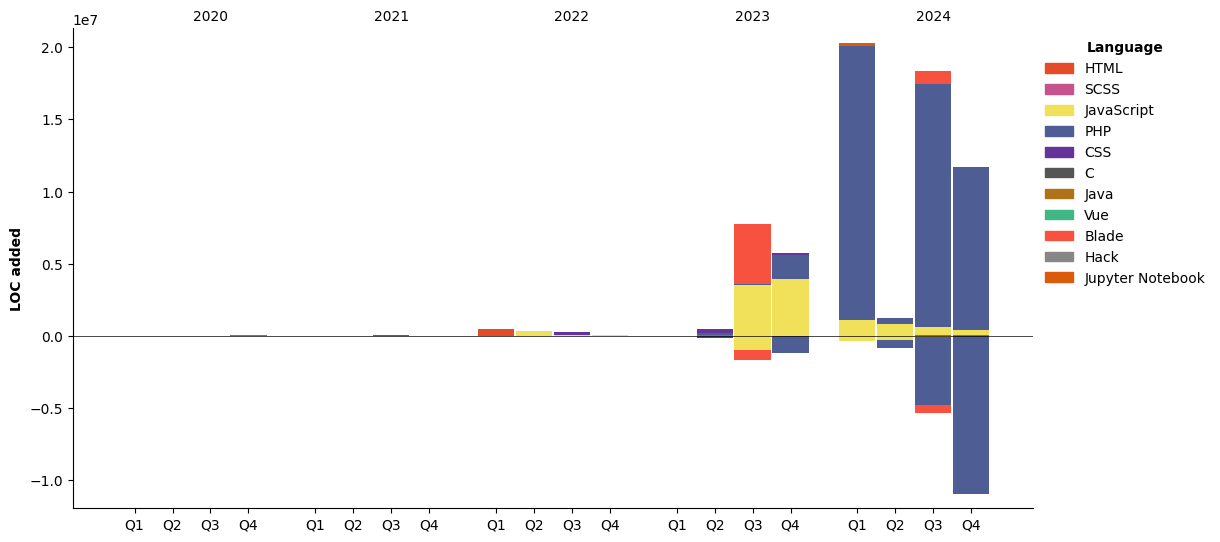 2020 2021 2022 2023 2024
1e7
2.0
1.5
1.0
0.5
0.0
−0.5
−1.0
LOC added
Q1 Q2 Q3 Q4 Q1 Q2 Q3 Q4 Q1 Q2 Q3 Q4 Q1 Q2 Q3 Q4 Q1 Q2 Q3 Q4
Language
HTML
SCSS
JavaScript
PHP
CSS
C
Java
Vue
Blade
Hack
Jupyter Notebook